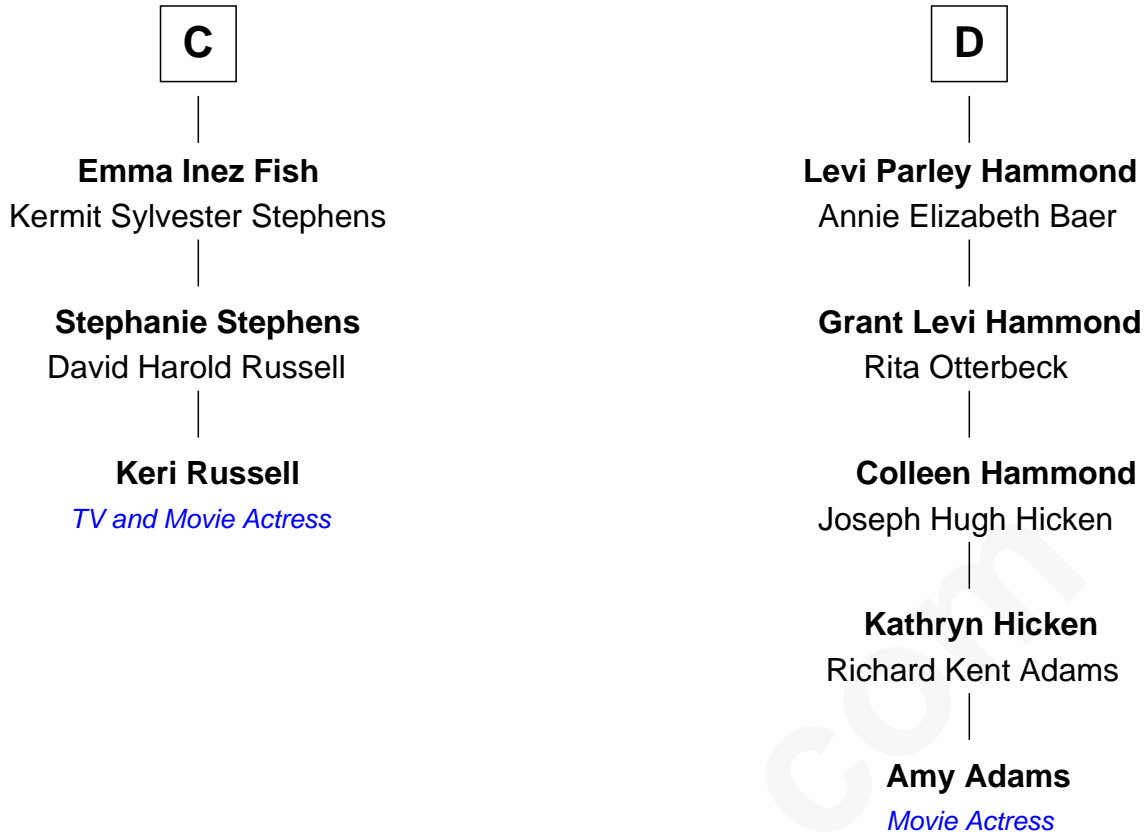 C
Emma Inez Fish
Kermit Sylvester Stephens
Stephanie Stephens
David Harold Russell
Keri Russell
TV and Movie Actress
D
Levi Parley Hammond
Annie Elizabeth Baer
Grant Levi Hammond
Rita Otterbeck
Colleen Hammond
Joseph Hugh Hicken
Kathryn Hicken
Richard Kent Adams
Amy Adams
Movie Actress
com